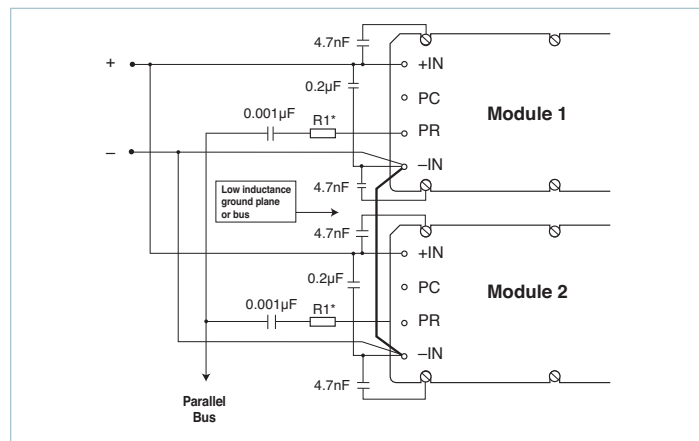 4.7nF
+
+IN
0.2µF
PC
Module 1
0.001µF
R1*
PR
–
–IN
4.7nF
Low inductance
ground plane
or bus
4.7nF
+IN
0.2µF
PC
Module 2
0.001µF
R1*
PR
–IN
4.7nF
Parallel
Bus